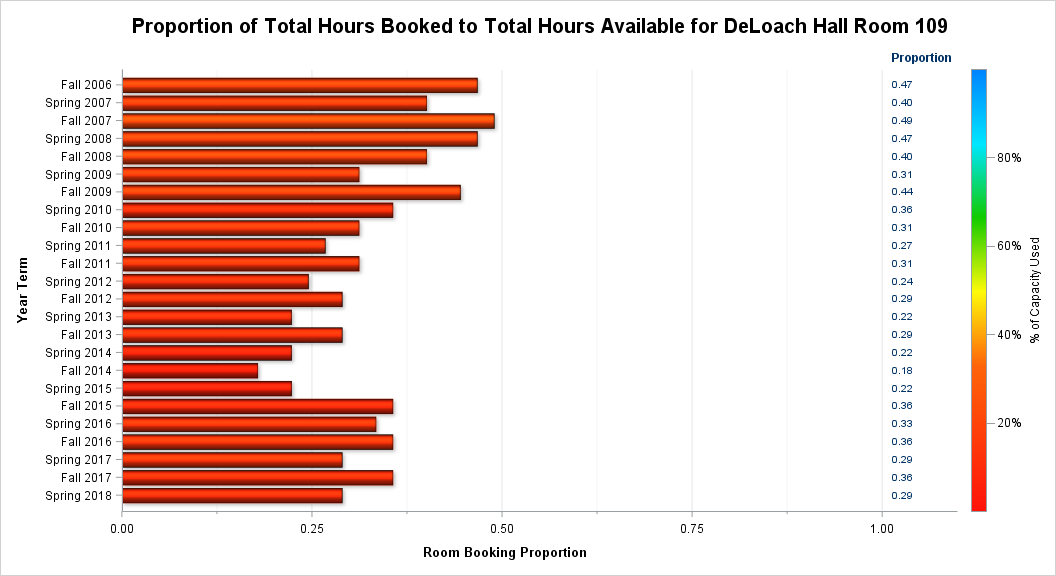 Proportion of Total Hours Booked to Total Hours Available for DeLoach Hall Room 109
Proportion
Fall 2006 0.47
Spring 2007 0.40
Fall 2007 0.49
Spring 2008 0.47
Fall 2008 0.40
Spring 2009 0.31
Fall 2009 0.44
Spring 2010 0.36
Fall 2010 0.31
Spring 2011 0.27
Fall 2011 0.31
Spring 2012 0.24
Fall 2012 0.29
Spring 2013 0.22
Fall 2013 0.29
Spring 2014 0.22
Fall 2014 0.18
Spring 2015 0.22
Fall 2015 0.36
Spring 2016 0.33
Fall 2016 0.36
Spring 2017 0.29
Fall 2017 0.36
Spring 2018 0.29
Year Term
0.00 0.25 0.50 0.75 1.00
Room Booking Proportion
80%
60%
40%
20%
% of Capacity Used